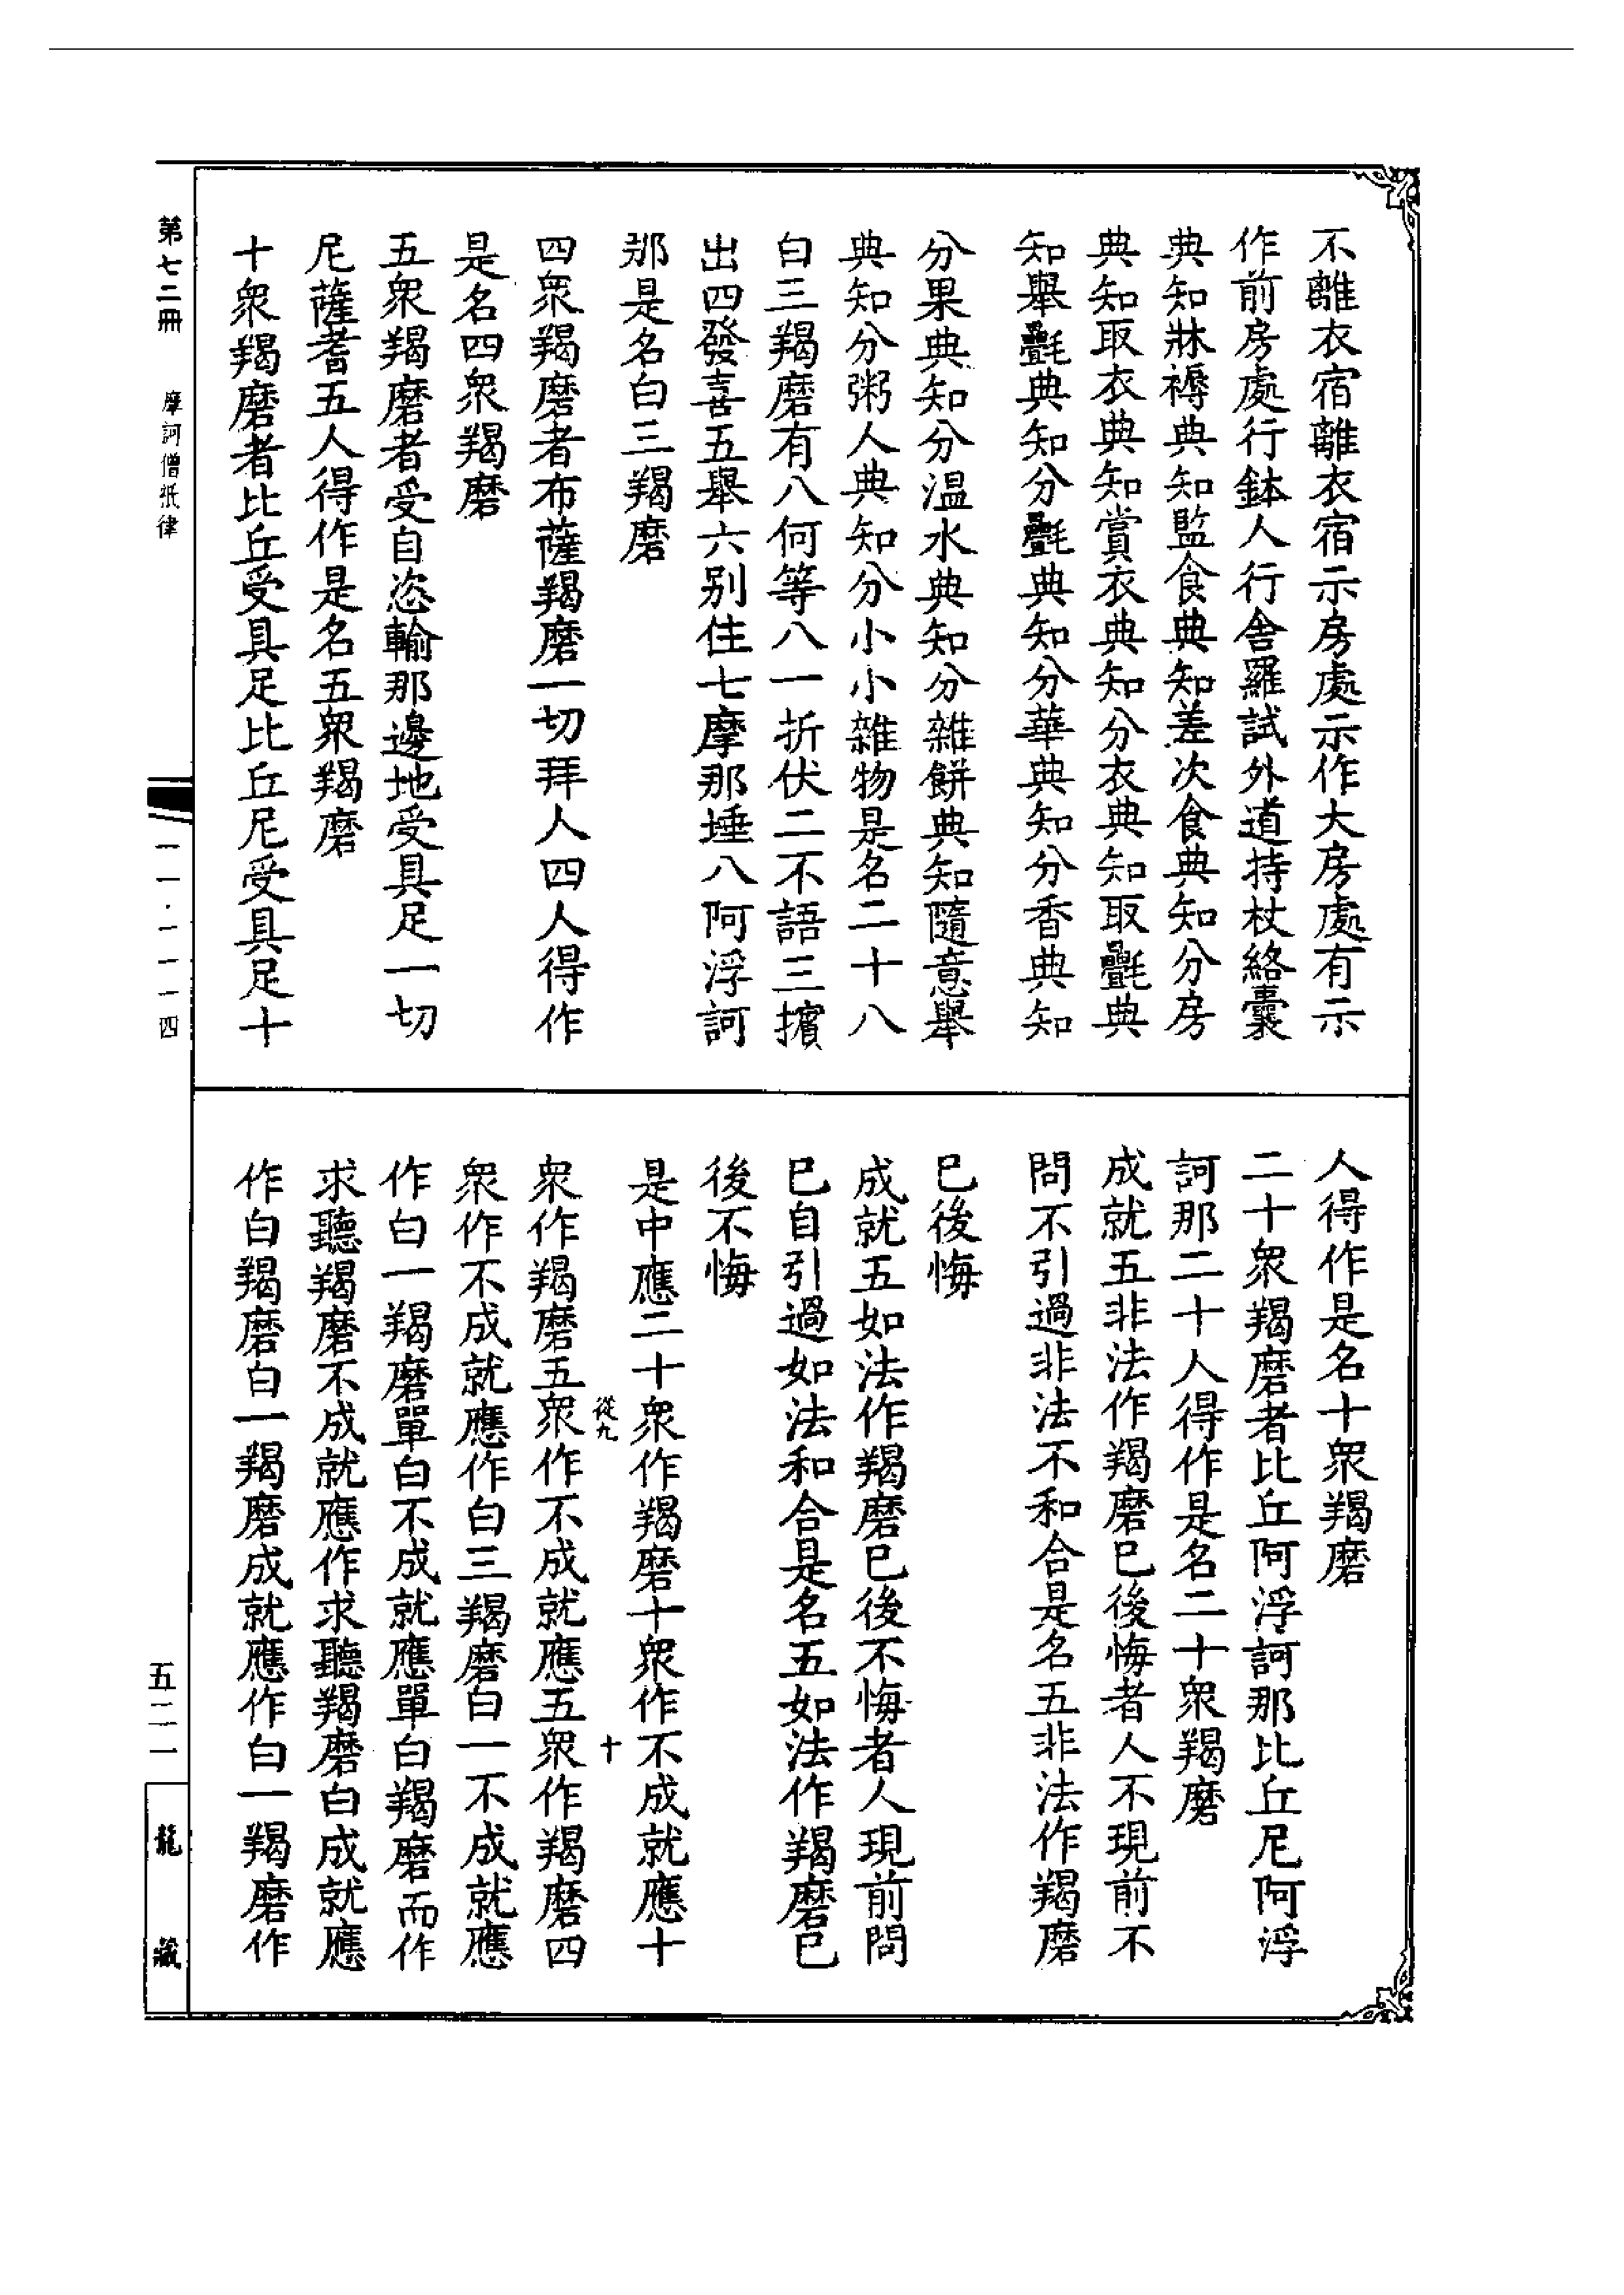 不離衣宿離衣宿示房處示作大房處有示
作前房處行鉢人行舍羅試外道持杖絡囊
典知牀褥典知監食典知差次食典知分房
典知取衣典知賞衣典知分衣典知取氎典
知舉氎典知分氎典知分華典知分香典知
分果典知分溫水典知分雜餅典知隨意舉
典知分粥人典知分小小雜物是名二十八
白三羯磨有八何等八一折伏二不語三擯
出四發喜五舉六别住七摩那埵八阿浮訶
那是名白三羯磨
四衆羯磨者布薩羯磨一切拜人四人得作
是名四衆羯磨
五衆羯磨者受自恣輸那邊地受具足一切
尼薩耆五人得作是名五衆羯磨
十衆羯磨者比丘受具足比丘尼受具足十
人得作是名十衆羯磨
二十衆羯磨者比丘阿浮訶那比丘尼阿浮
訶那二十人得作是名二十衆羯磨
成就五非法作羯磨已後悔者人不現前不
問不引過非法不和合是名五非法作羯磨
已後悔
成就五如法作羯磨已後不悔者人現前問
已自引過如法和合是名五如法作羯磨已
後不悔
是中應二十衆作羯磨十衆作不成就應十
從九
十
衆作羯磨五衆作不成就應五衆作羯磨四
衆作不成就應作白三羯磨白一不成就應
作白一羯磨單白不成就應單白羯磨而作
求聽羯磨不成就應作求聽羯磨白成就應
作白羯磨白一羯磨成就應作白一羯磨作
第七二冊
摩訶僧祇律
一一·一一一四
五二一
龍藏